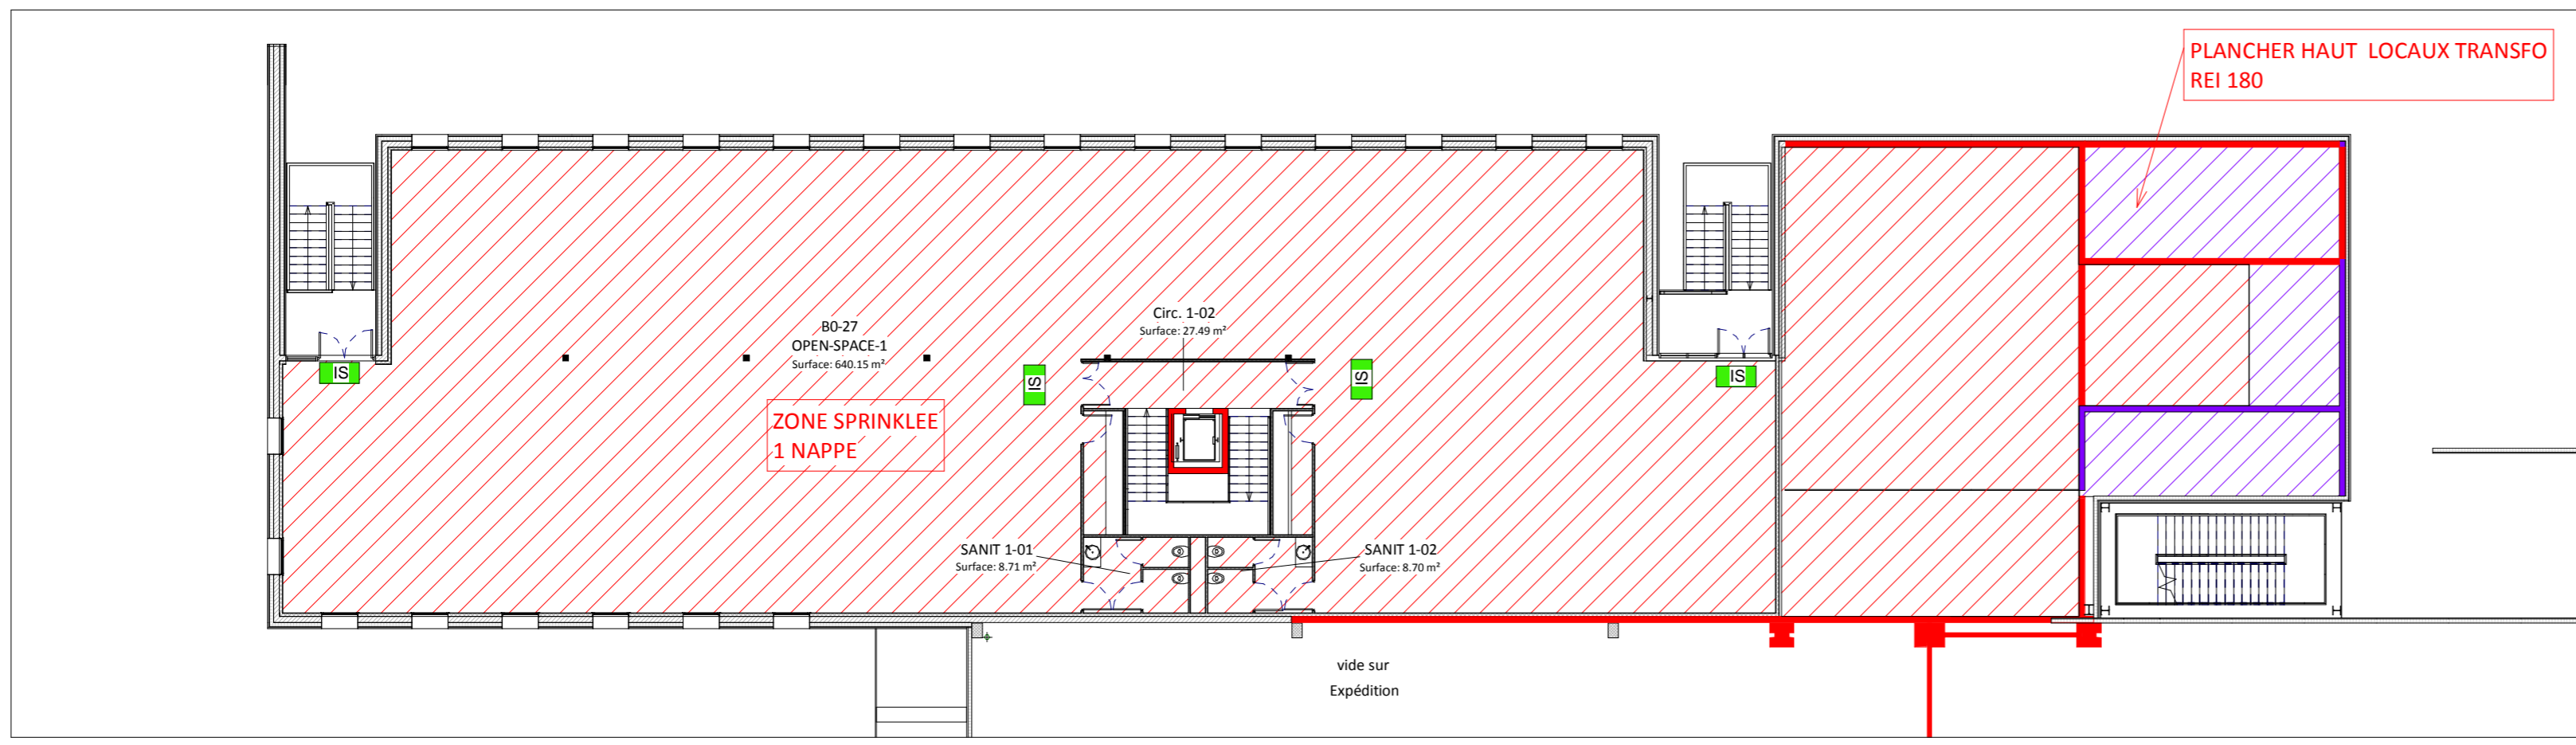 PLANCHER HAUT LOCAUX TRANSFO
REI 180
Circ. 1-02
Surface: 27.49 m²
B0-27
OPEN-SPACE-1
Surface: 640.15 m²
IS
IS
IS
IS
ZONE SPRINKLEE
1 NAPPE
SANIT 1-01
Surface: 8.71 m²
SANIT 1-02
Surface: 8.70 m²
vide sur
Expédition